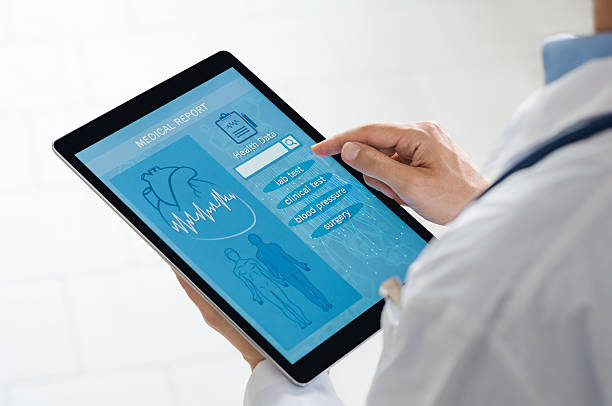 MEDICAL REPORT
Health Data
lab test
clinical test
blood pressure
surgery